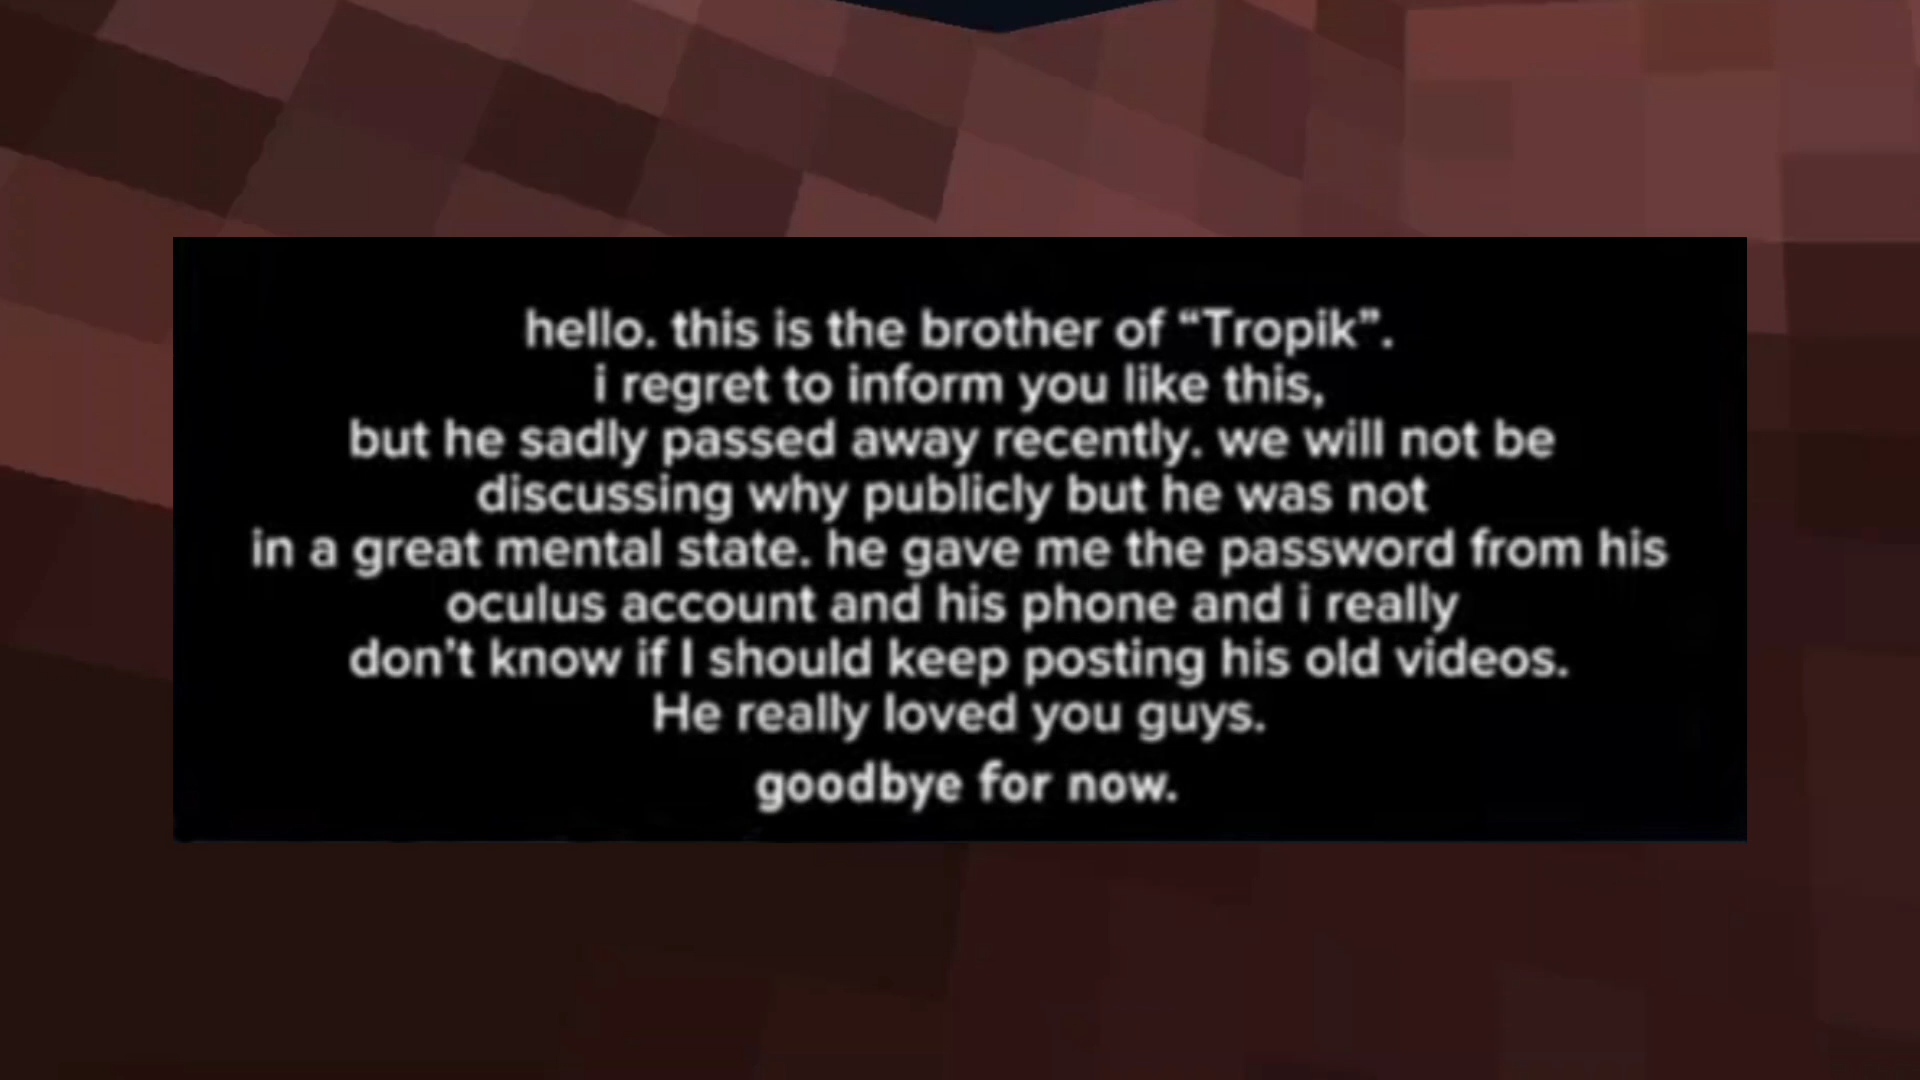 hello. this is the brother of “Tropik”.
i regret to inform you like this,
but he sadly passed away recently. we will not be
discussing why publicly but he was not
in a great mental state. he gave me the password from his
oculus account and his phone and i really
don’t know if I should keep posting his old videos.
He really loved you guys.
goodbye for now.